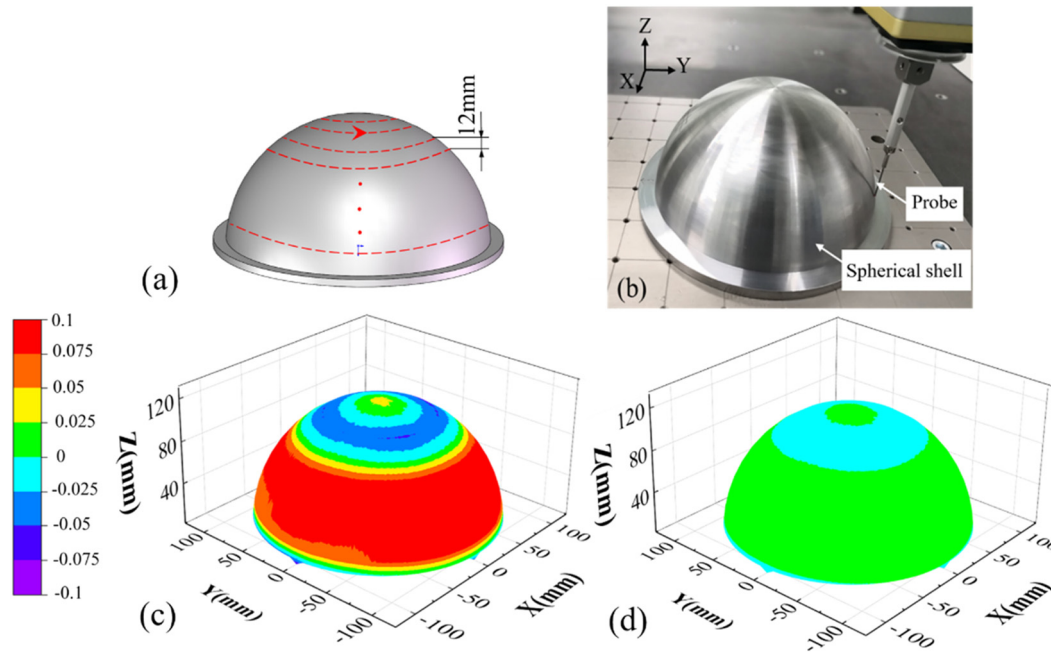 12mm
(a)
Z
Y
X
Probe
Spherical shell
(b)
0.1
0.075
0.05
0.025
0
-0.025
-0.05
-0.075
-0.1
120
80
40
Z(mm)
100
50
0
-50
-100
Y(mm)
100
50
0
-50
-100
X(mm)
(c)
120
80
40
Z(mm)
100
50
0
-50
-100
Y(mm)
100
50
0
-50
-100
X(mm)
(d)